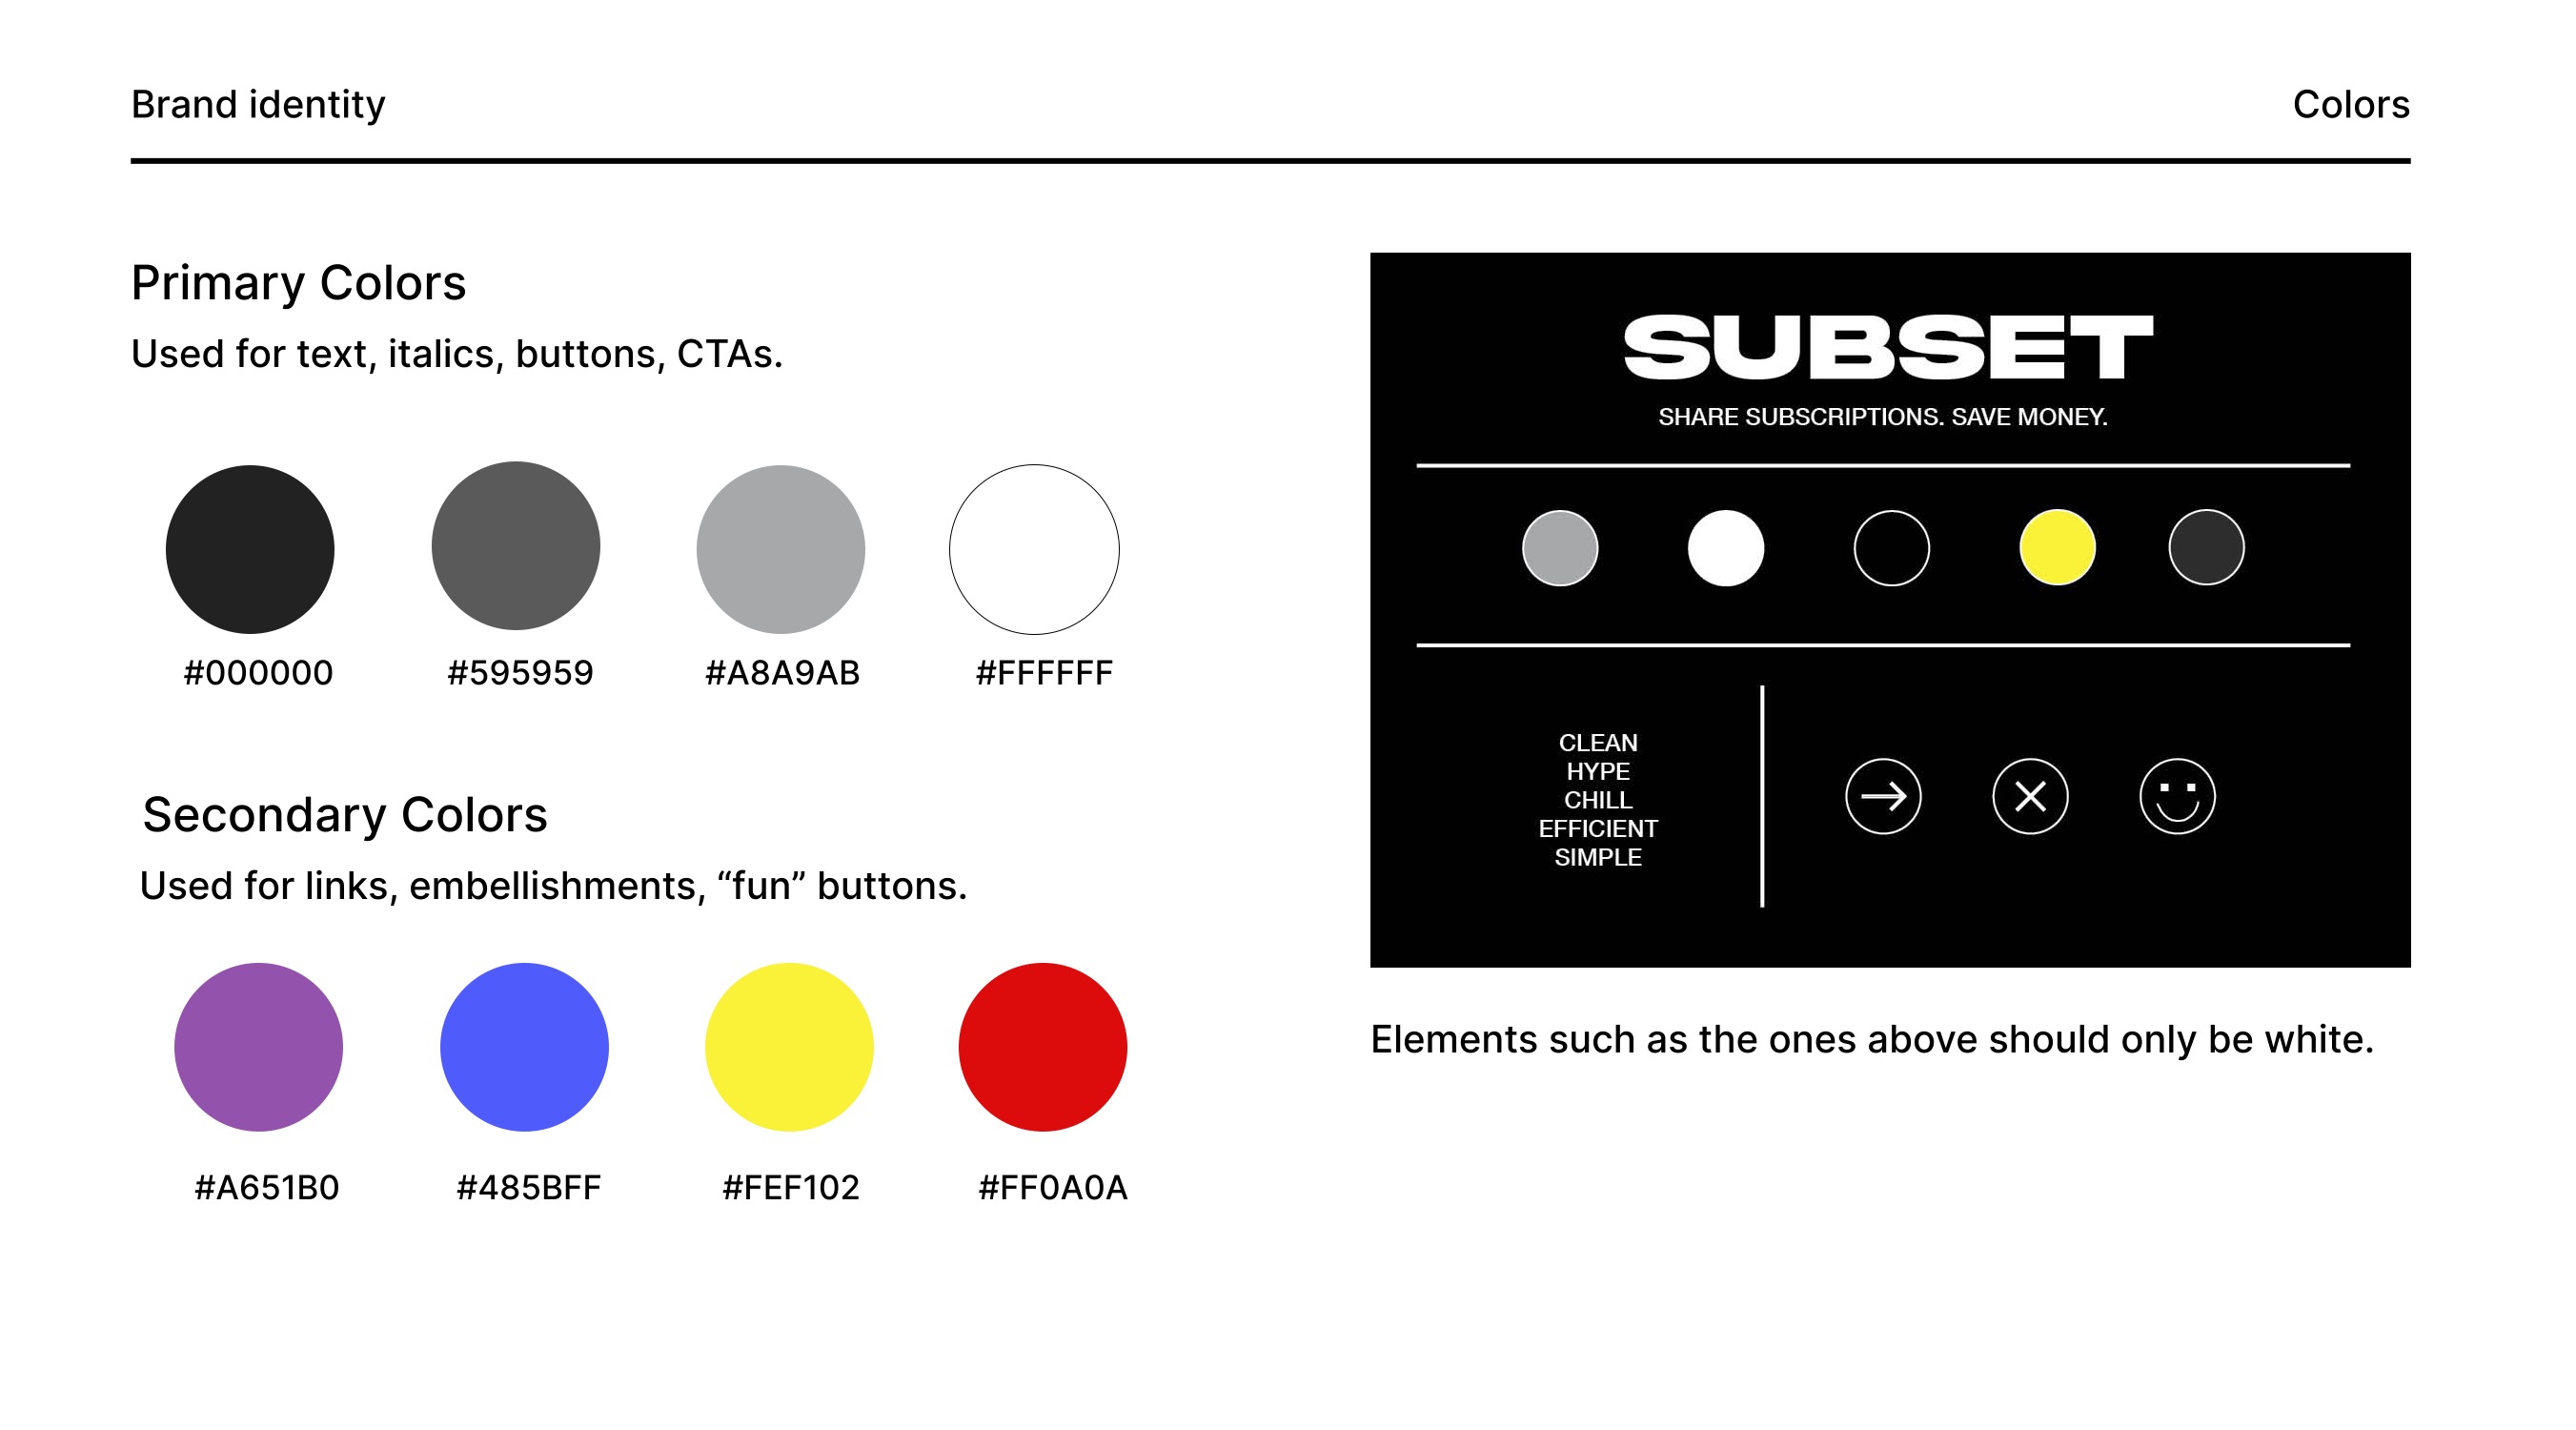 Brand identity
Colors
Primary Colors
Used for text, italics, buttons, CTAs.
#000000
#595959
#A8A9AB
#FFFFFF
Secondary Colors
Used for links, embellishments, “fun” buttons.
#A651B0
#485BFF
#FEF102
#FF0A0A
SUBSET
SHARE SUBSCRIPTIONS. SAVE MONEY.
CLEAN
HYPE
CHILL
EFFICIENT
SIMPLE
Elements such as the ones above should only be white.